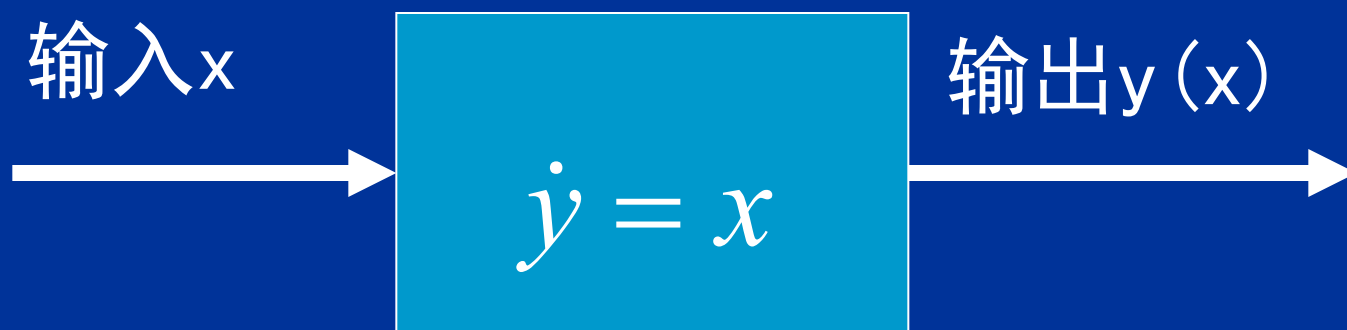 输入x
输出y(x)
ẏ = x